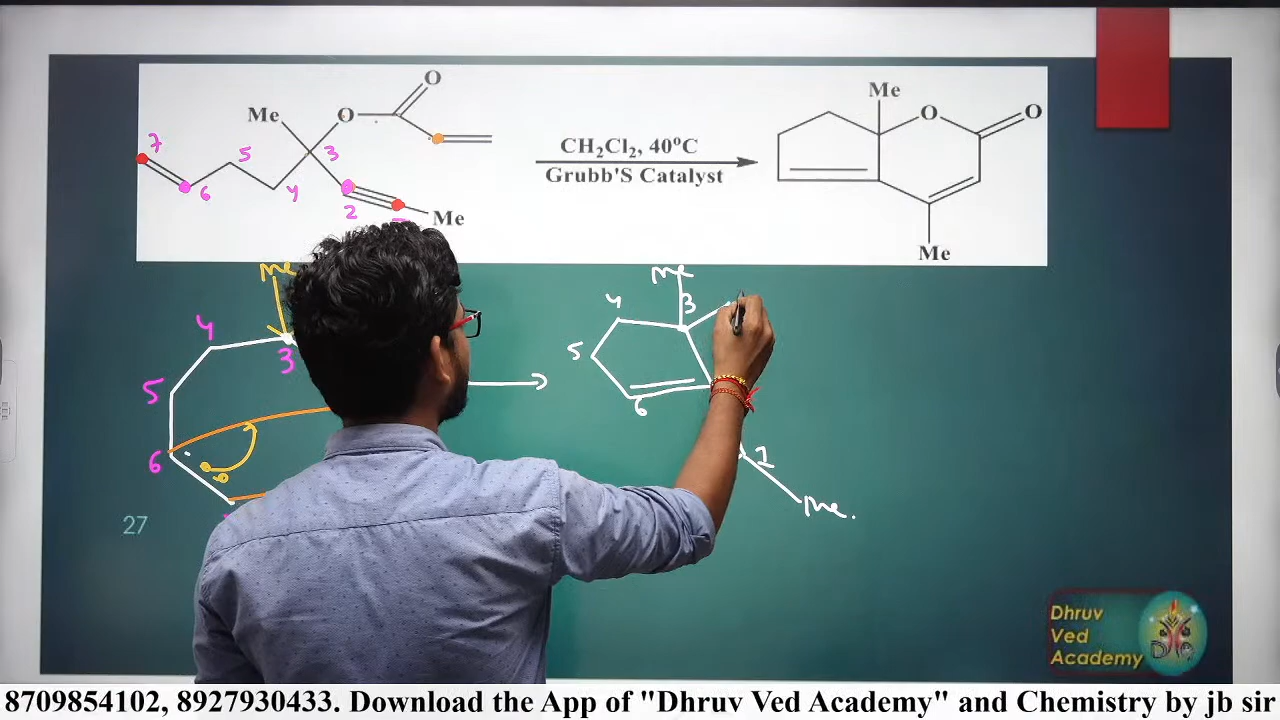 O
Me O
7
5 3
6 4
2
Me
CH₂Cl₂, 40⁰C
Grubb'S Catalyst
Me
O O
Me
Me
4
3
5
6
Me
4 3
5
6
1
Me.
27
Dhruv
Ved
Academy
8709854102, 8927930433. Download the App of "Dhruv Ved Academy" and Chemistry by jb sir